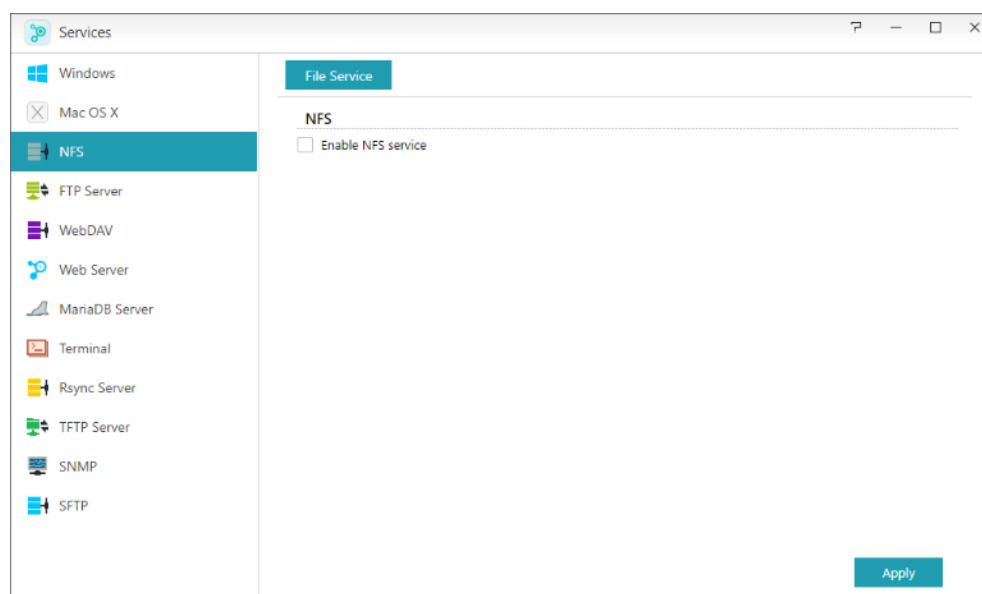 Services
Windows
Mac OS X
NFS
FTP Server
WebDAV
Web Server
MariaDB Server
Terminal
Rsync Server
TFTP Server
SNMP
SFTP
File Service
NFS
Enable NFS service
Apply